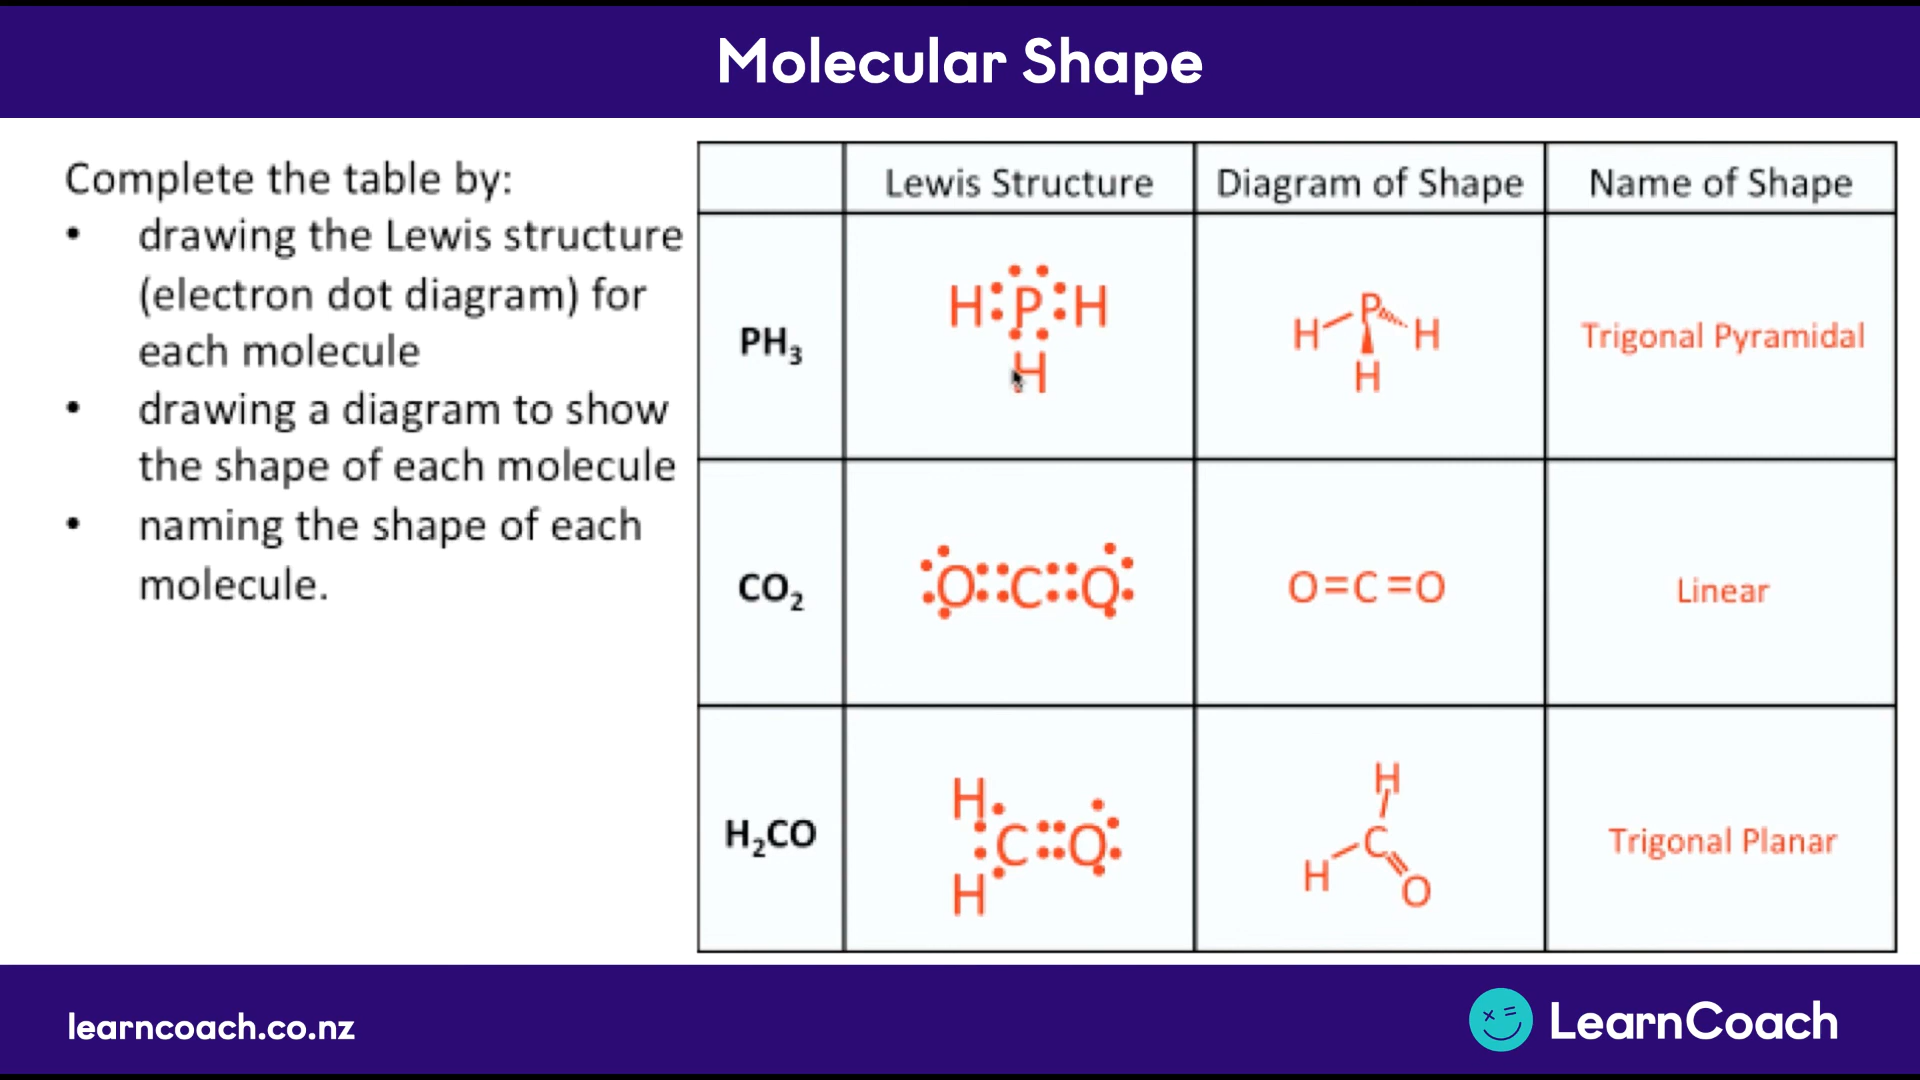 Molecular Shape
Complete the table by:
• drawing the Lewis structure
(electron dot diagram) for
each molecule
• drawing a diagram to show
the shape of each molecule
• naming the shape of each
molecule.
Lewis Structure Diagram of Shape Name of Shape
PH₃
H P H
H
P
H H
H
Trigonal Pyramidal
CO₂
O C O
O=C=O
Linear
H₂CO
H
C O
H
H
C
H
O
Trigonal Planar
learncoach.co.nz
LearnCoach